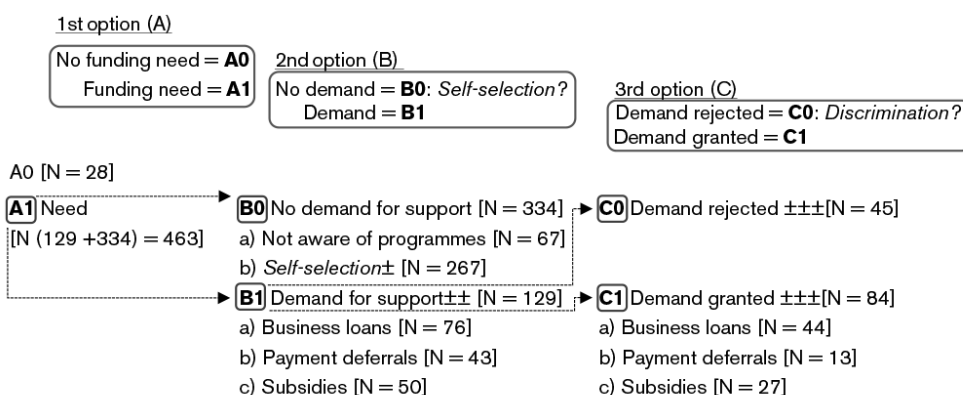 1st option (A)
No funding need = A0
Funding need = A1
2nd option (B)
No demand = B0: Self-selection?
Demand = B1
3rd option (C)
Demand rejected = C0: Discrimination?
Demand granted = C1
A0 [N = 28]
A1 Need
[N (129 +334) = 463]
B0 No demand for support [N = 334]
a) Not aware of programmes [N = 67]
b) Self-selection± [N = 267]
B1 Demand for support±± [N = 129]
a) Business loans [N = 76]
b) Payment deferrals [N = 43]
c) Subsidies [N = 50]
C0 Demand rejected ±±±[N = 45]
C1 Demand granted ±±±[N = 84]
a) Business loans [N = 44]
b) Payment deferrals [N = 13]
c) Subsidies [N = 27]